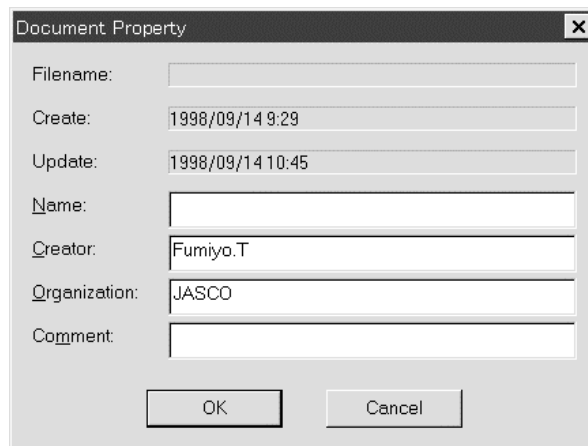 Document Property
Filename:
Create: 1998/09/14 9:29
Update: 1998/09/14 10:45
Name:
Creator: Fumiyo.T
Organization: JASCO
Comment:
OK Cancel